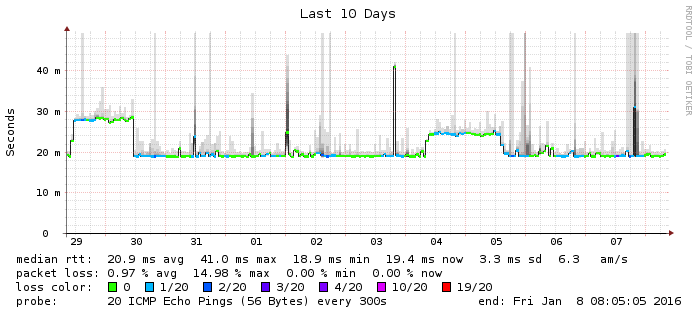 Last 10 Days
RRDTOOL / TOBI OETIKER
Seconds
40 m
30 m
20 m
10 m
0
29 30 31 01 02 03 04 05 06 07
median rtt: 20.9 ms avg 41.0 ms max 18.9 ms min 19.4 ms now 3.3 ms sd 6.3 am/s
packet loss: 0.97 % avg 14.98 % max 0.00 % min 0.00 % now
loss color: 0 1/20 2/20 3/20 4/20 10/20 19/20
probe: 20 ICMP Echo Pings (56 Bytes) every 300s end: Fri Jan 8 08:05:05 2016